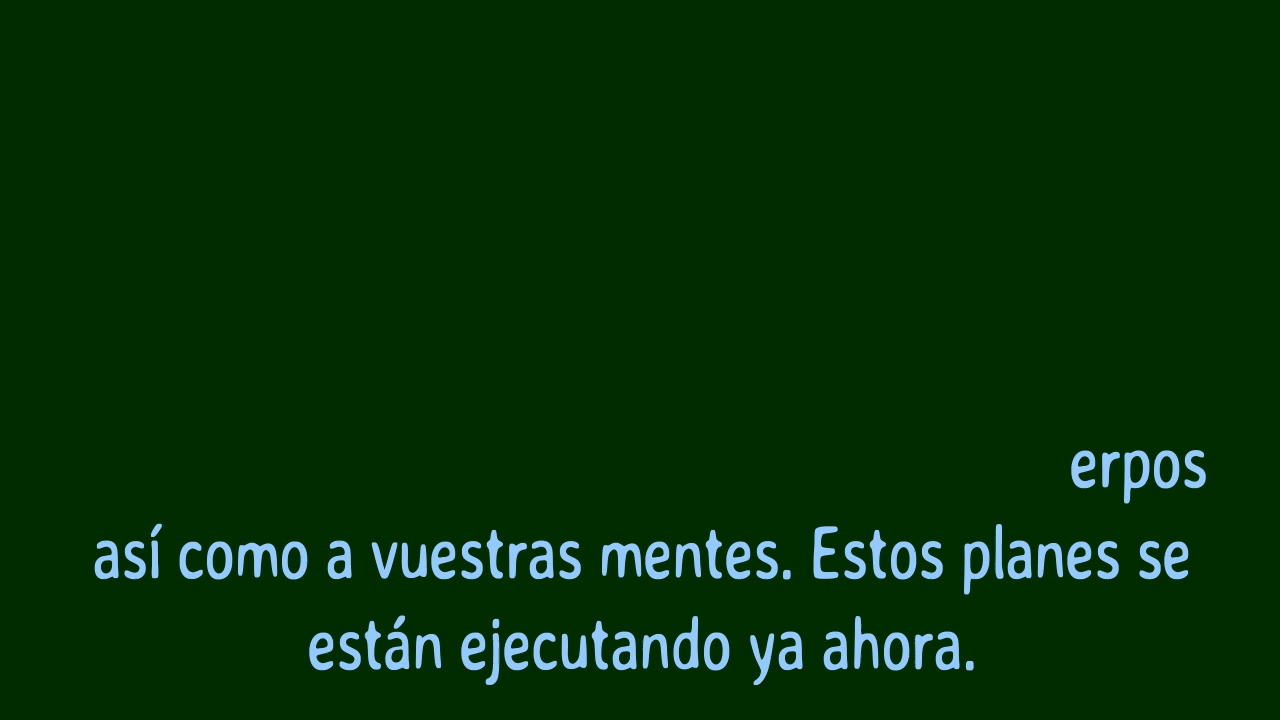 erpos
así como a vuestras mentes. Estos planes se
están ejecutando ya ahora.